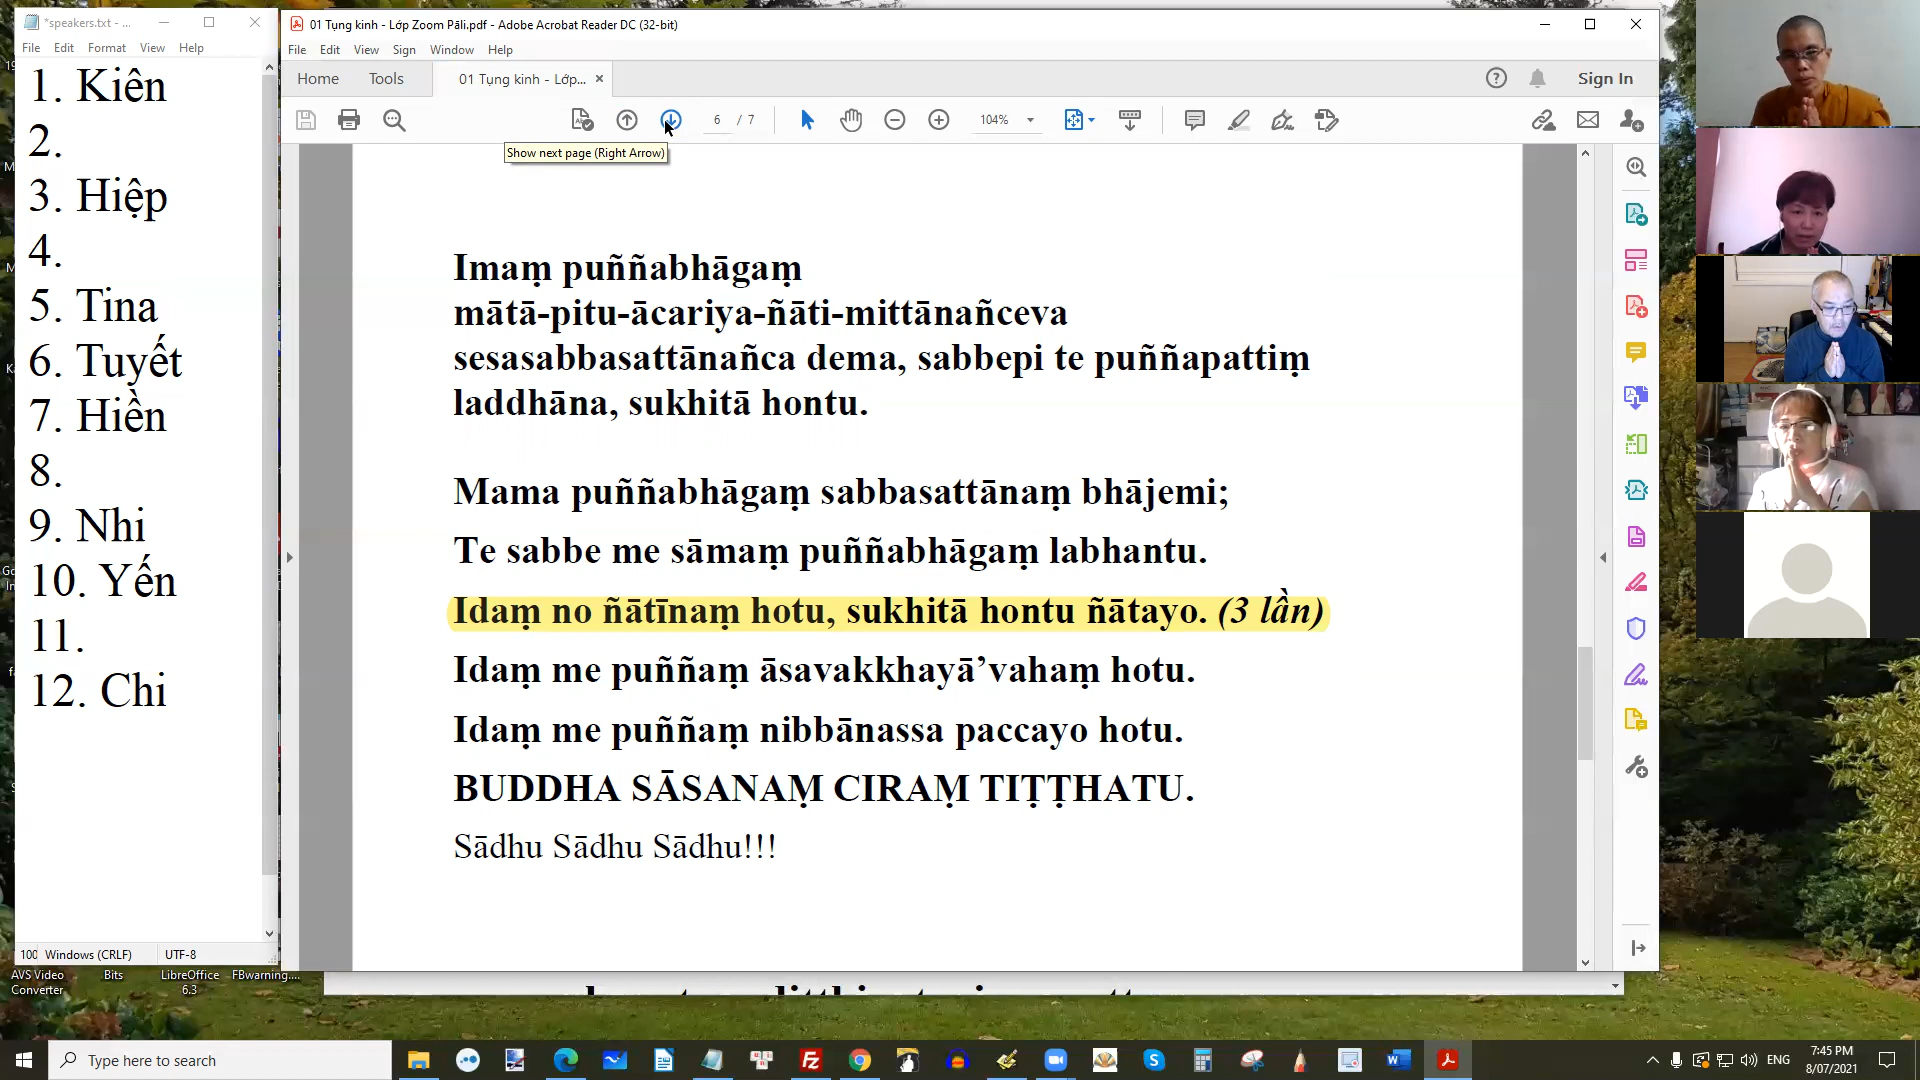 *speakers.txt - ...
File Edit Format View Help
1. Kiên
2.
3. Hiệp
4.
5. Tina
6. Tuyết
7. Hiền
8.
9. Nhi
10. Yến
11.
12. Chi
100 Windows (CRLF) UTF-8
01 Tụng kinh - Lớp Zoom Pāli.pdf - Adobe Acrobat Reader DC (32-bit)
File Edit View Sign Window Help
Home Tools 01 Tụng kinh - Lớp... × Sign In
6 / 7 104%
Show next page (Right Arrow)
Imaṃ puññabhāgaṃ
mātā-pitu-ācariya-ñāti-mittānañceva
sesasabbasattānañca dema, sabbepi te puññapattiṃ
laddhāna, sukhitā hontu.
Mama puññabhāgaṃ sabbasattānaṃ bhājemi;
Te sabbe me sāmaṃ puññabhāgaṃ labhantu.
Idaṃ no ñātīnaṃ hotu, sukhitā hontu ñātayo. (3 lần)
Idaṃ me puññaṃ āsavakkhayā’vahaṃ hotu.
Idaṃ me puññaṃ nibbānassa paccayo hotu.
BUDDHA SĀSANAṂ CIRAṂ TIṬṬHATU.
Sādhu Sādhu Sādhu!!!
AVS Video Converter
Bits
LibreOffice 6.3
FBwarning....
Type here to search
ENG
7:45 PM
8/07/2021